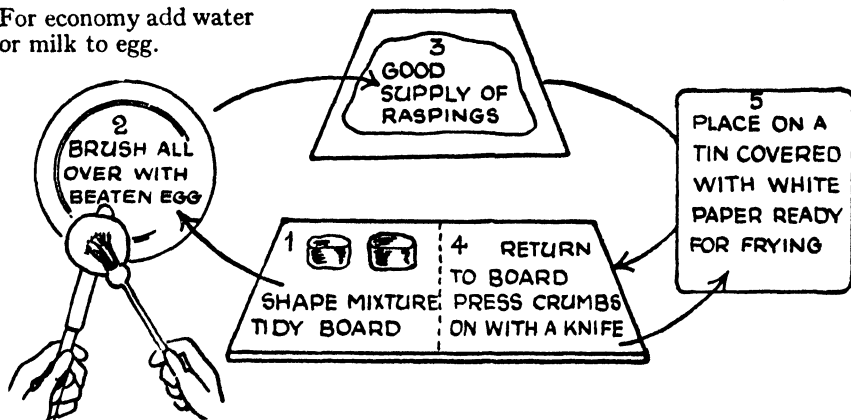 For economy add water
or milk to egg.
1
SHAPE MIXTURE
TIDY BOARD
2
BRUSH ALL
OVER WITH
BEATEN EGG
3
GOOD
SUPPLY OF
RASPINGS
4 RETURN
TO BOARD
PRESS CRUMBS
ON WITH A KNIFE
5
PLACE ON A
TIN COVERED
WITH WHITE
PAPER READY
FOR FRYING